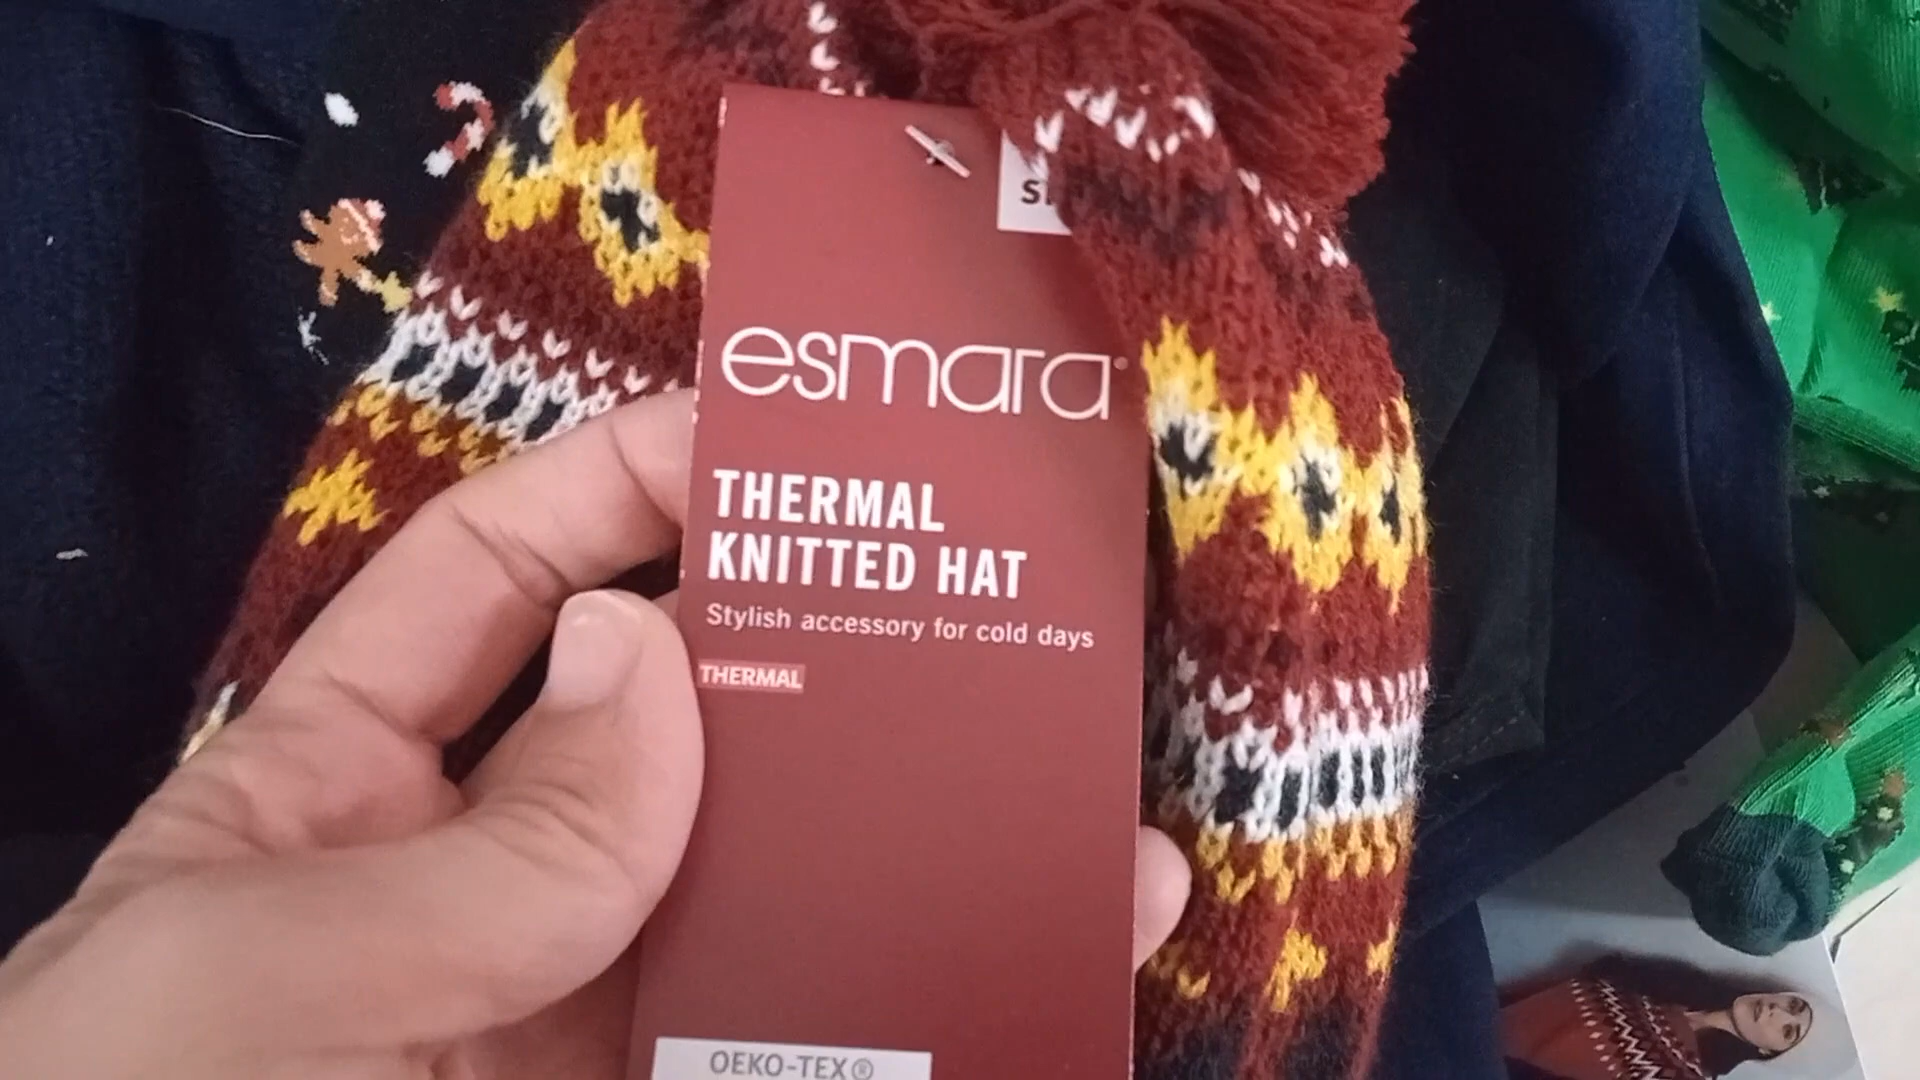 esmara
THERMAL
KNITTED HAT
Stylish accessory for cold days
THERMAL
OEKO-TEX®